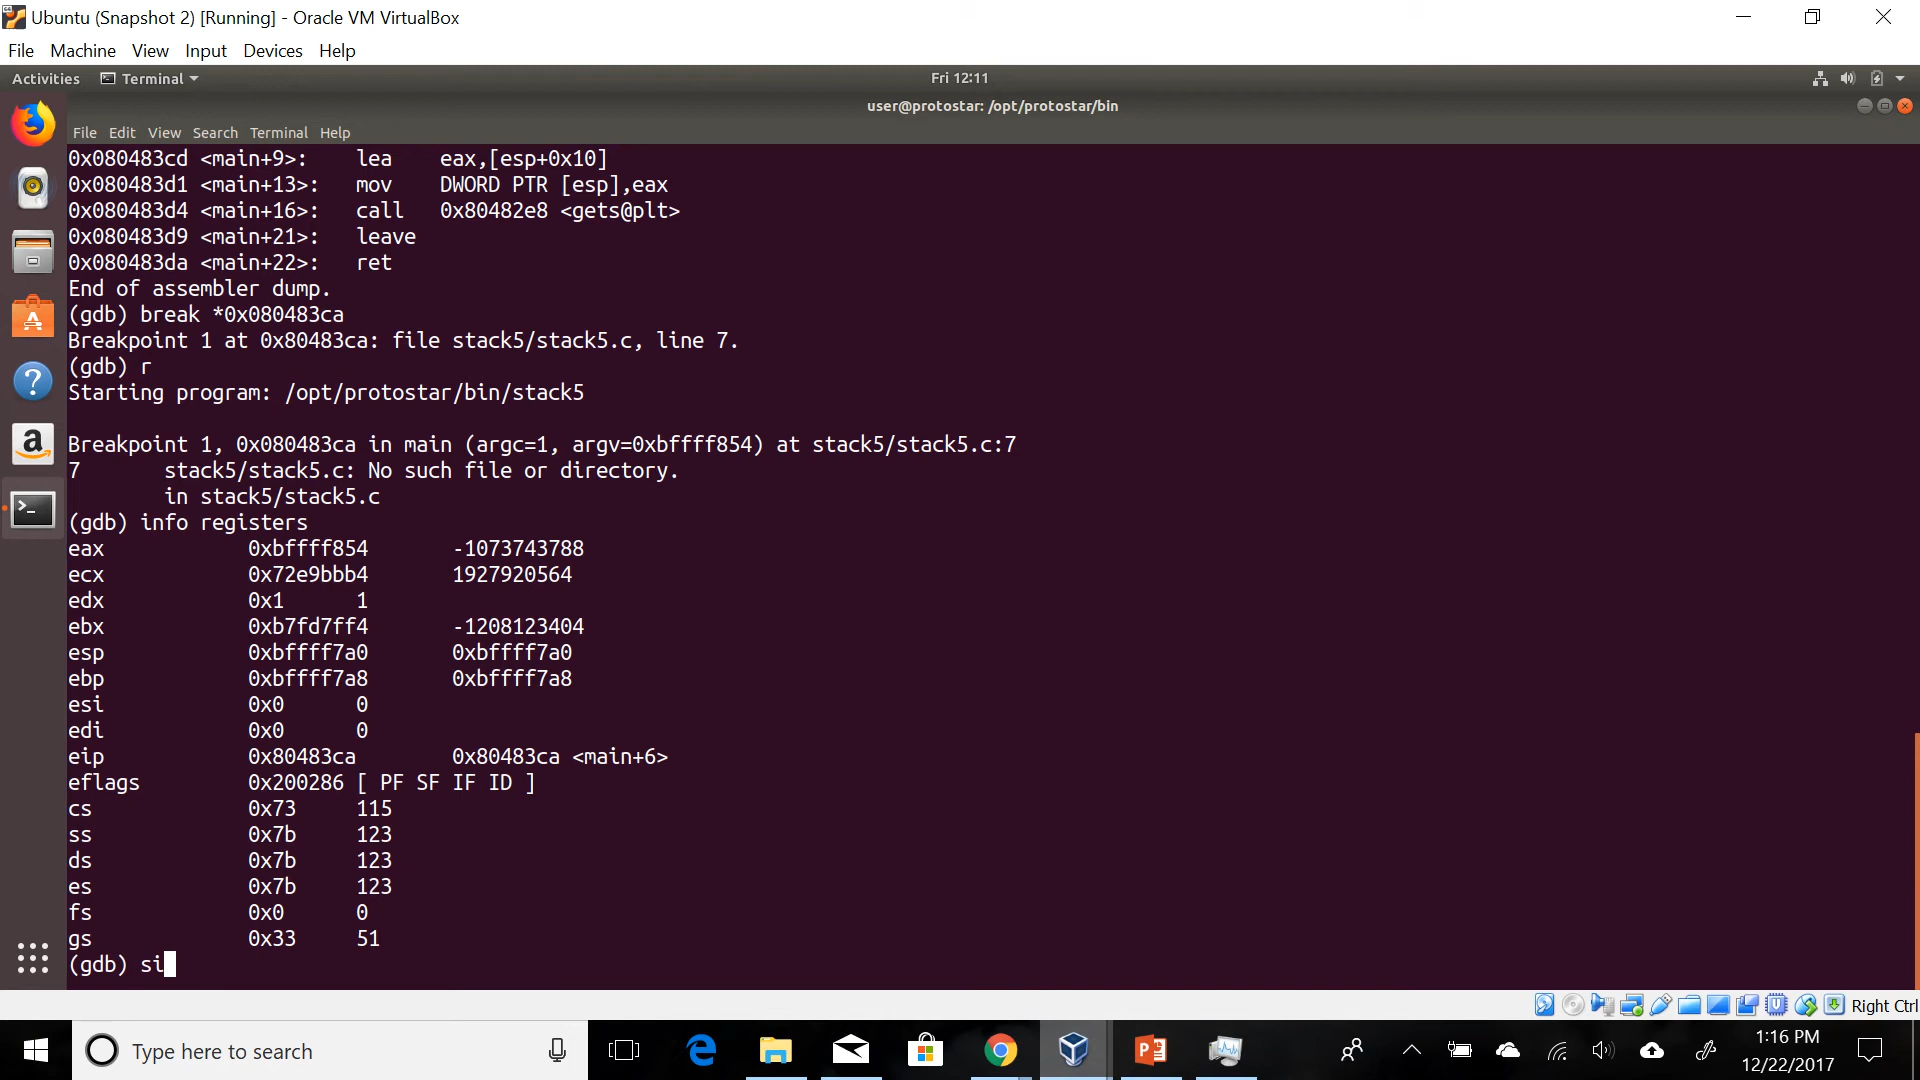 Ubuntu (Snapshot 2) [Running] - Oracle VM VirtualBox
File Machine View Input Devices Help
Activities Terminal Fri 12:11
user@protostar: /opt/protostar/bin
File Edit View Search Terminal Help
0x080483cd <main+9>: lea eax,[esp+0x10]
0x080483d1 <main+13>: mov DWORD PTR [esp],eax
0x080483d4 <main+16>: call 0x80482e8 <gets@plt>
0x080483d9 <main+21>: leave
0x080483da <main+22>: ret
End of assembler dump.
(gdb) break *0x080483ca
Breakpoint 1 at 0x80483ca: file stack5/stack5.c, line 7.
(gdb) r
Starting program: /opt/protostar/bin/stack5
Breakpoint 1, 0x080483ca in main (argc=1, argv=0xbffff854) at stack5/stack5.c:7
7 stack5/stack5.c: No such file or directory.
in stack5/stack5.c
(gdb) info registers
eax 0xbffff854 -1073743788
ecx 0x72e9bbb4 1927920564
edx 0x1 1
ebx 0xb7fd7ff4 -1208123404
esp 0xbffff7a0 0xbffff7a0
ebp 0xbffff7a8 0xbffff7a8
esi 0x0 0
edi 0x0 0
eip 0x80483ca 0x80483ca <main+6>
eflags 0x200286 [ PF SF IF ID ]
cs 0x73 115
ss 0x7b 123
ds 0x7b 123
es 0x7b 123
fs 0x0 0
gs 0x33 51
(gdb) si
Right Ctrl
Type here to search
1:16 PM
12/22/2017